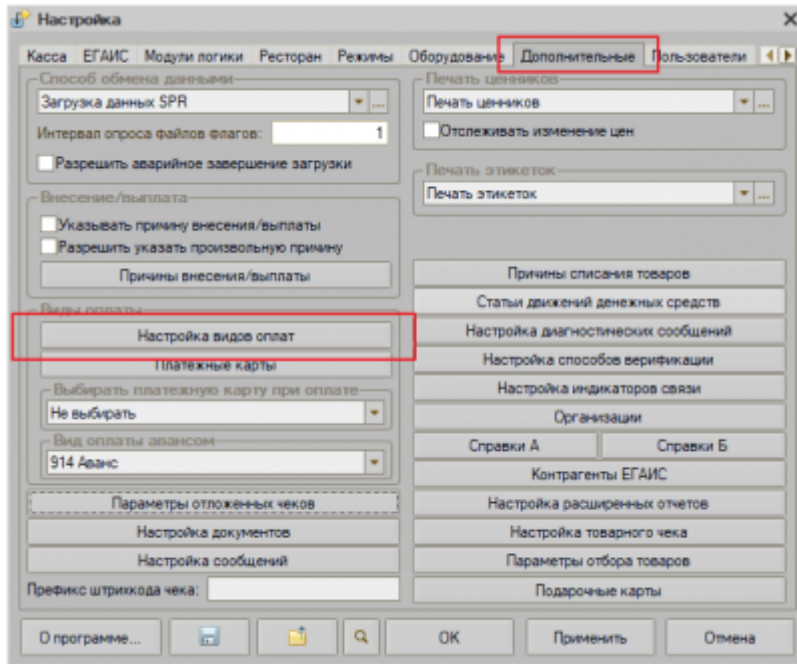 Настройка
Касса ЕГАИС Модули логики Ресторан Режимы Оборудование Дополнительные Пользователи
Способ обмена данными
Загрузка данных SPR
...
Интервал опроса файлов флагов: 1
Разрешить аварийное завершение загрузки
Внесение/выплата
Указывать причину внесения/выплаты
Разрешить указать произвольную причину
Причины внесения/выплаты
Виды оплаты
Настройка видов оплат
Платежные карты
Выбирать платежную карту при оплате
Не выбирать
Вид оплаты авансом
914 Аванс
Параметры отложенных чеков
Настройка документов
Настройка сообщений
Префикс штрихкода чека:
Печать ценников
Печать ценников
...
Отслеживать изменение цен
Печать этикеток
Печать этикеток
...
Причины списания товаров
Статьи движений денежных средств
Настройка диагностических сообщений
Настройка способов верификации
Настройка индикаторов связи
Организации
Справки А Справки Б
Контрагенты ЕГАИС
Настройка расширенных отчетов
Настройка товарного чека
Параметры отбора товаров
Подарочные карты
О программе... OK Применить Отмена